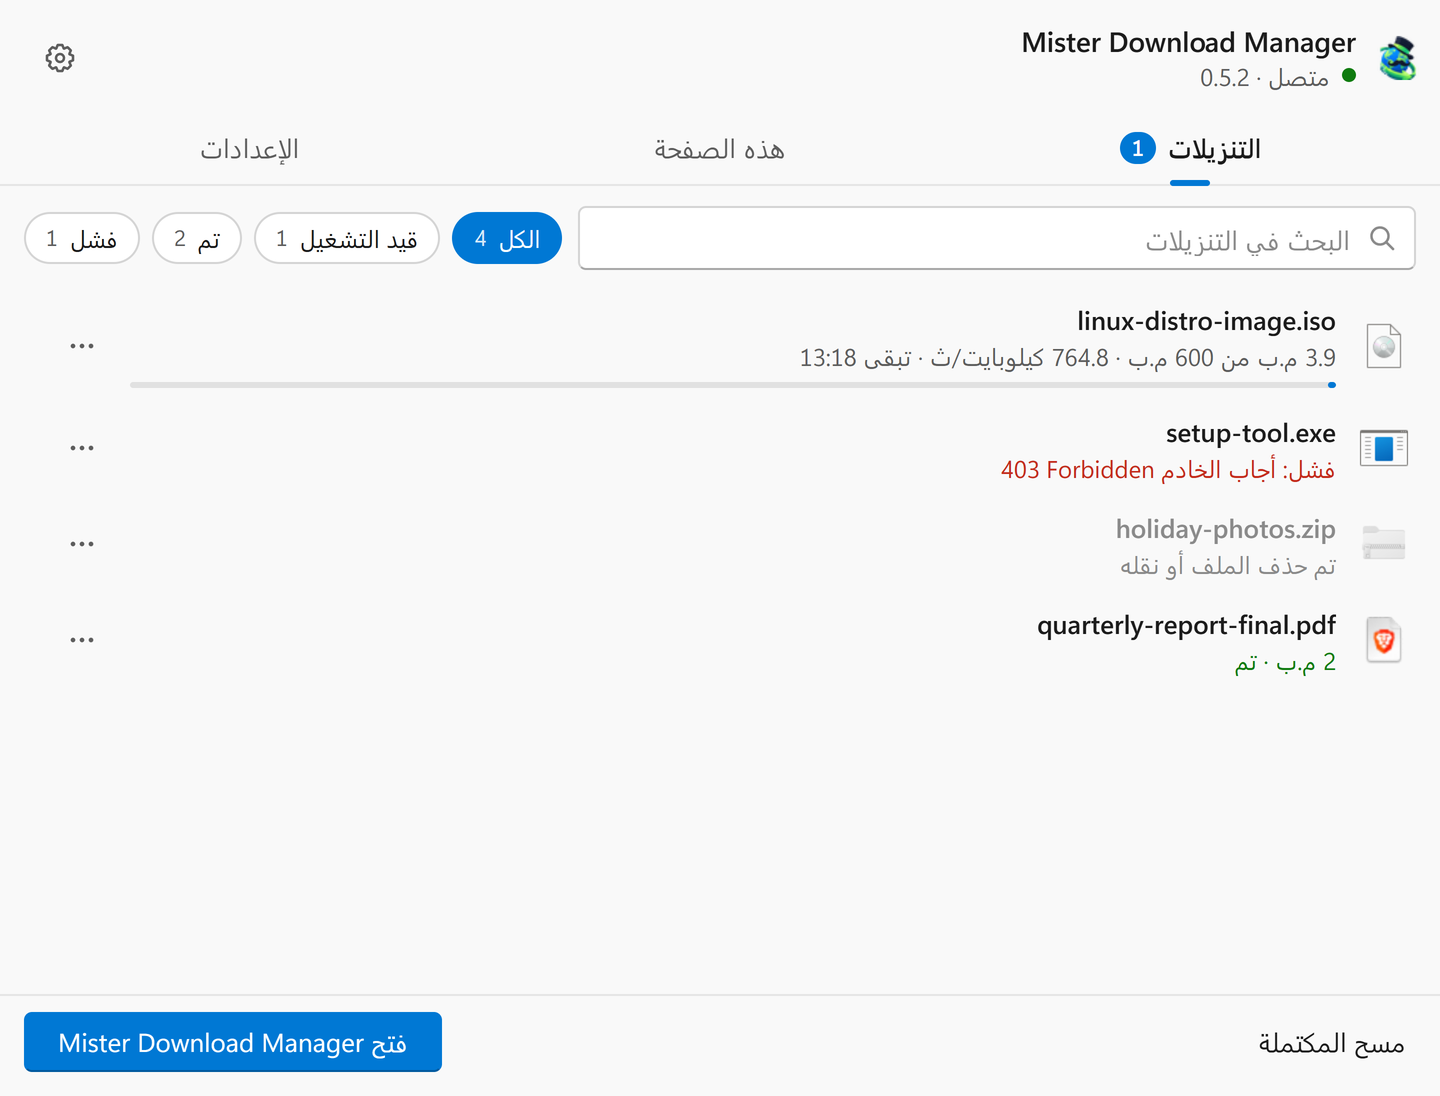 Mister Download Manager
متصل · 0.5.2
التنزيلات 1
هذه الصفحة
الإعدادات
البحث في التنزيلات
الكل 4
قيد التشغيل 1
تم 2
فشل 1
linux-distro-image.iso
3.9 م.ب من 600 م.ب · 764.8 كيلوبايت/ث · تبقى 13:18
setup-tool.exe
فشل: أجاب الخادم 403 Forbidden
holiday-photos.zip
تم حذف الملف أو نقله
quarterly-report-final.pdf
2 م.ب · تم
مسح المكتملة
فتح Mister Download Manager